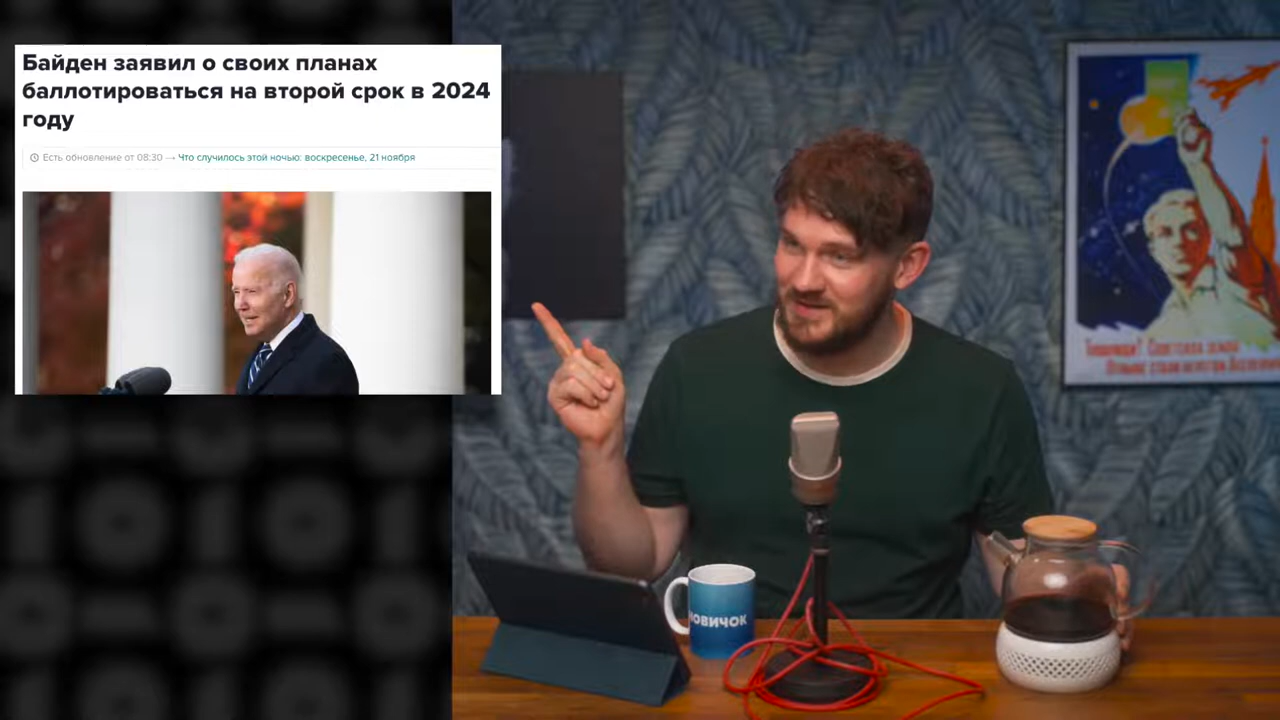 Байден заявил о своих планах
баллотироваться на второй срок в 2024
году
Есть обновление от 08:30 → Что случилось этой ночью: воскресенье, 21 ноября
НОВИЧОК